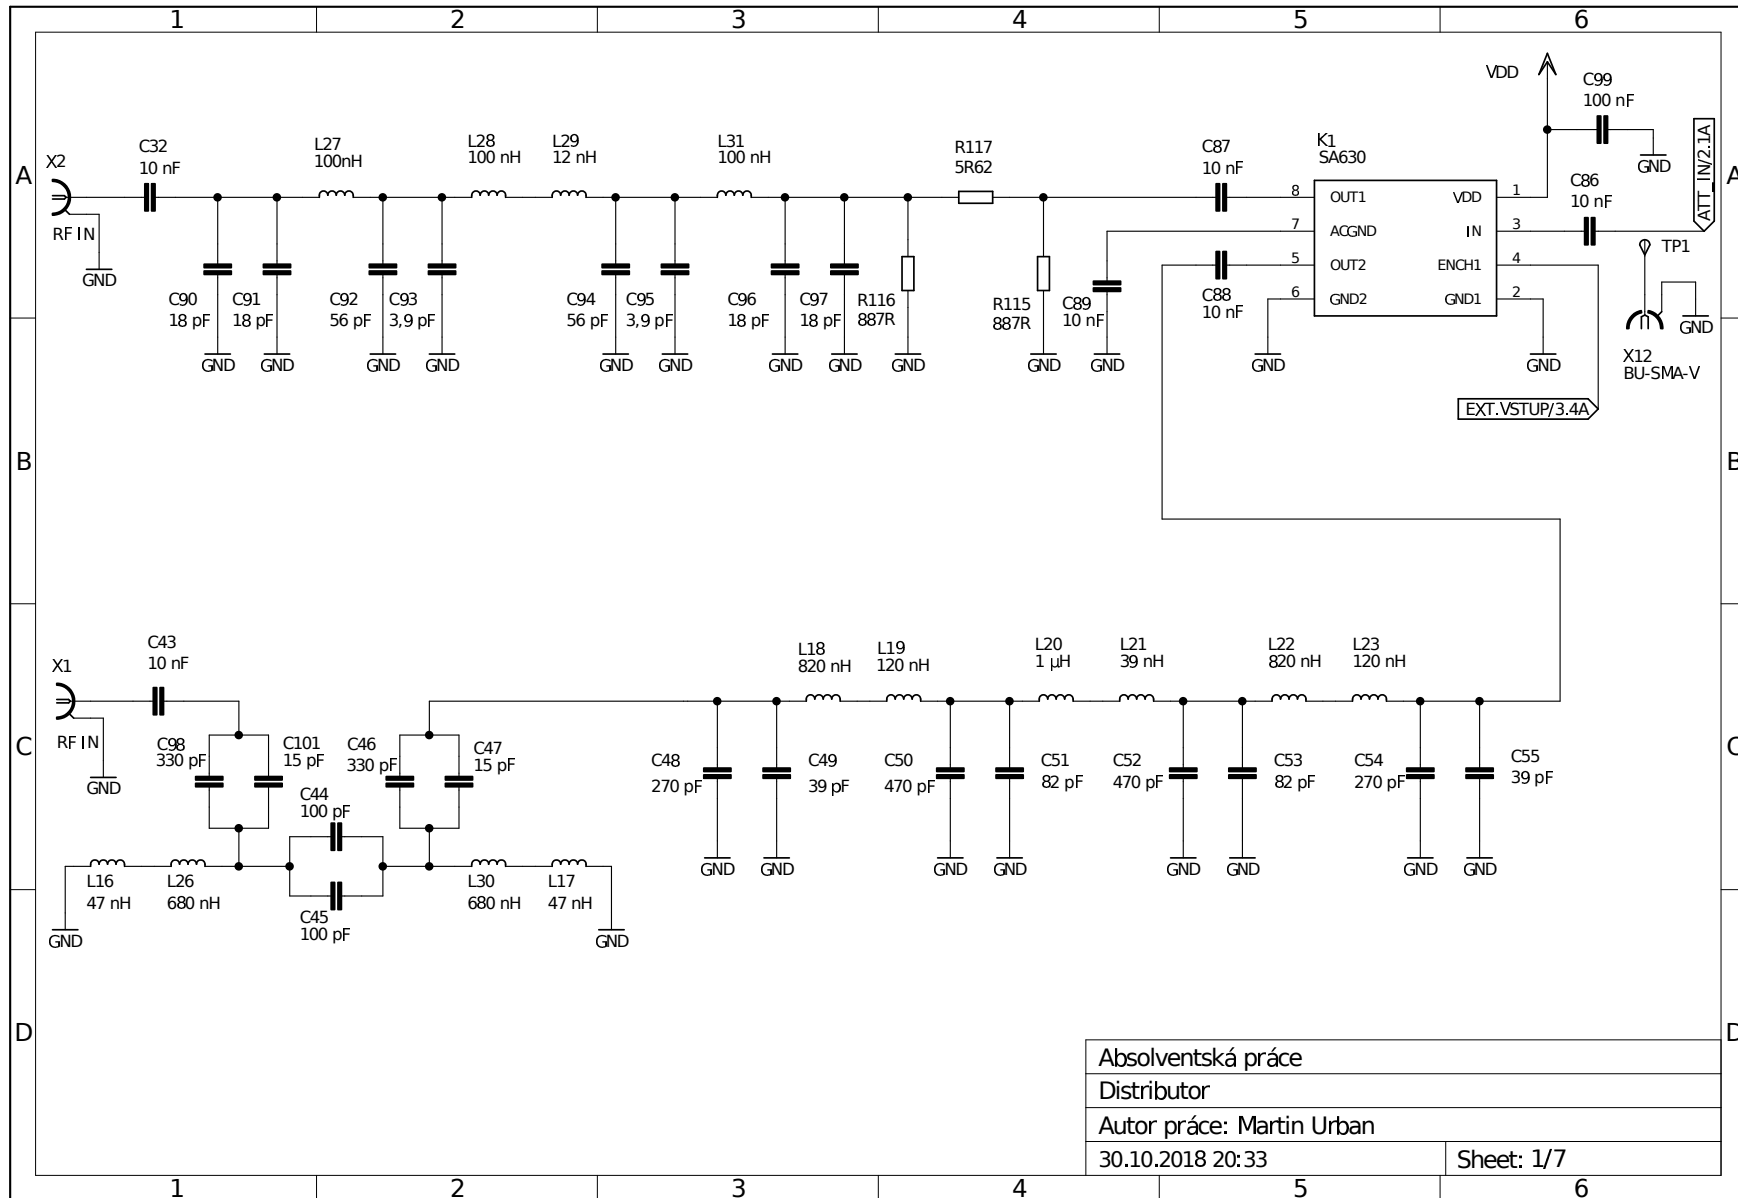 1 2 3 4 5 6
A
VDD
C99
100 nF
ATT_IN/2.1A
A
X2
RF IN
GND
C32
10 nF
L27
100nH
L28
100 nH
L29
12 nH
L31
100 nH
R117
5R62
C87
10 nF
K1
SA630
8 OUT1 VDD 1
7 ACGND IN 3
5 OUT2 ENCH1 4
6 GND2 GND1 2
GND
C86
10 nF
TP1
C90
18 pF
C91
18 pF
C92
56 pF
C93
3,9 pF
C94
56 pF
C95
3,9 pF
C96
18 pF
C97
18 pF
R116
887R
R115
887R
C89
10 nF
C88
10 nF
GND
X12
BU-SMA-V
GND GND GND GND GND GND GND GND GND GND GND GND GND
EXT.VSTUP/3.4A
B
B
C43
10 nF
X1
RF IN
GND
L18
820 nH
L19
120 nH
L20
1 µH
L21
39 nH
L22
820 nH
L23
120 nH
C
C
C98
330 pF
C101
15 pF
C46
330 pF
C47
15 pF
C48
270 pF
C49
39 pF
C50
470 pF
C51
82 pF
C52
470 pF
C53
82 pF
C54
270 pF
C55
39 pF
C44
100 pF
GND GND GND GND GND GND GND GND
L16
47 nH
L26
680 nH
C45
100 pF
L30
680 nH
L17
47 nH
GND
GND
D
D
Absolventská práce
Distributor
Autor práce: Martin Urban
30.10.2018 20:33
Sheet: 1/7
1 2 3 4 5 6